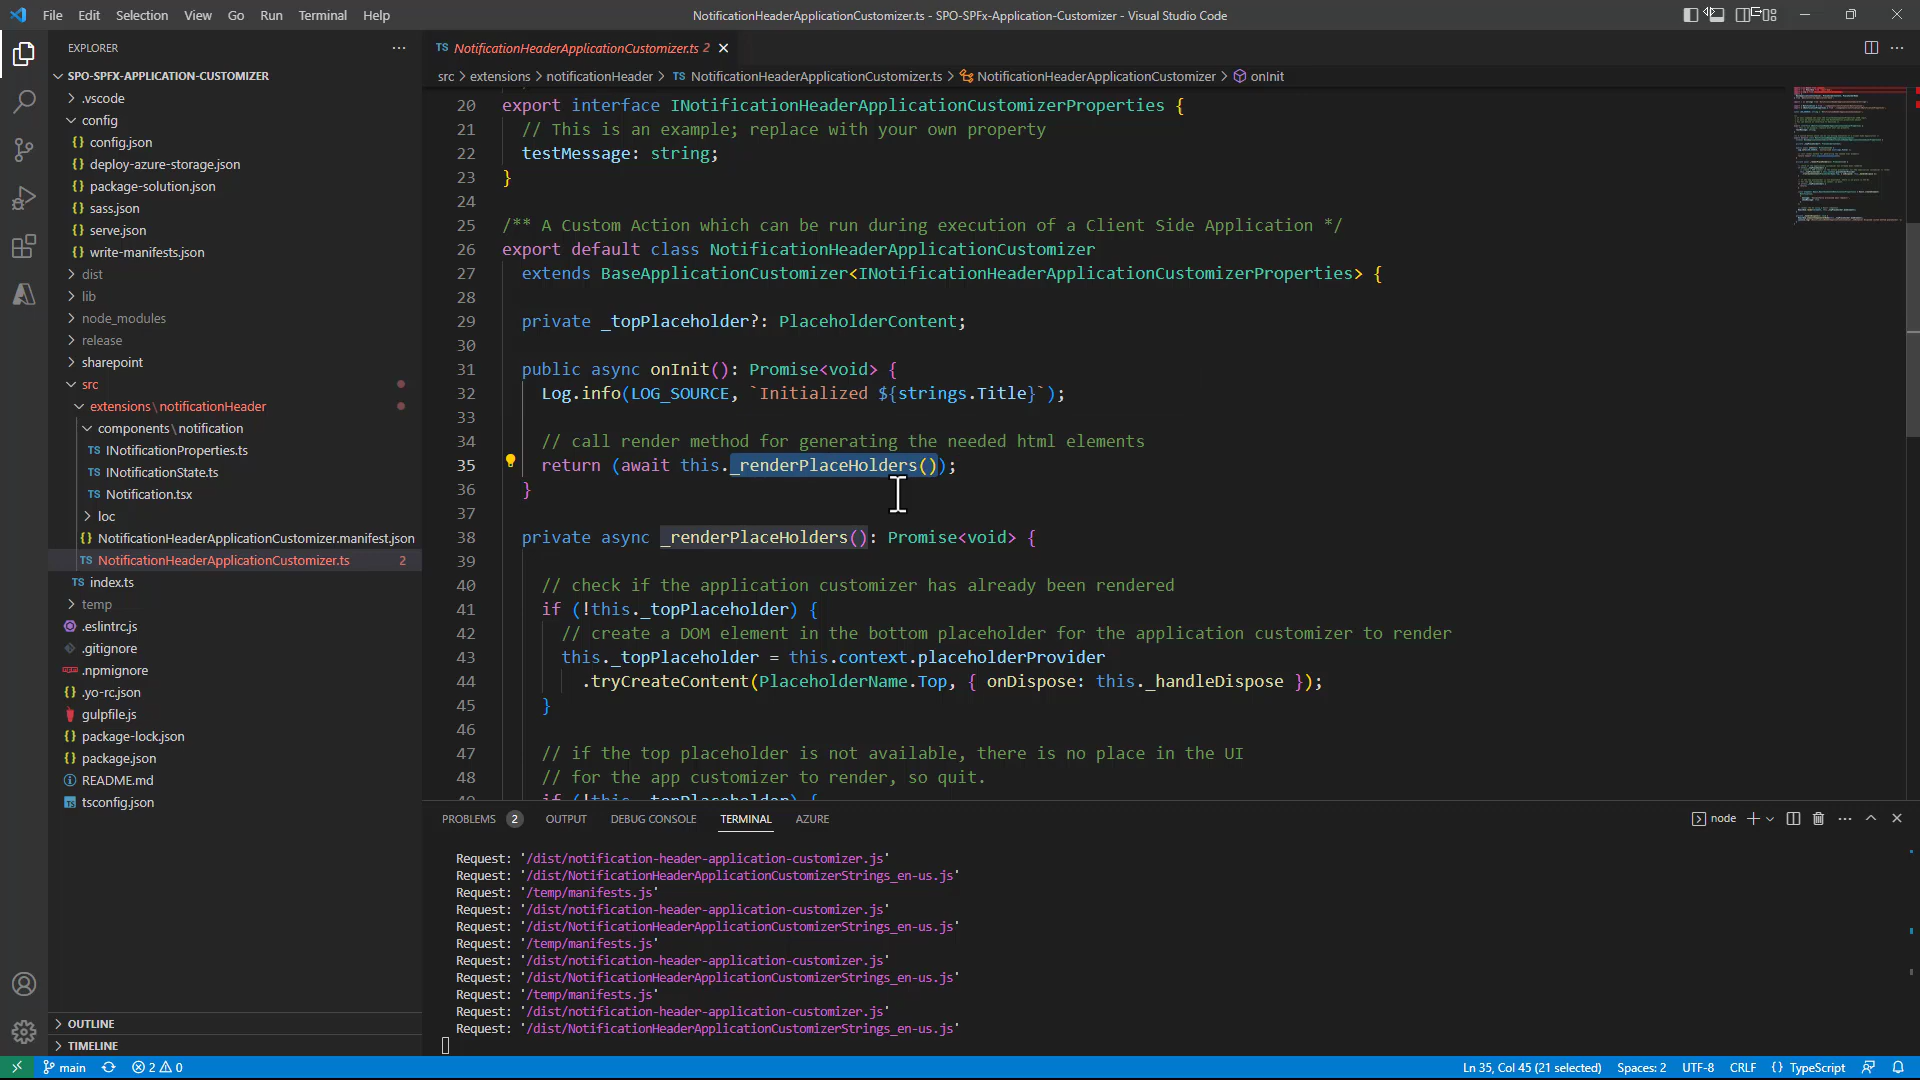 File Edit Selection View Go Run Terminal Help
NotificationHeaderApplicationCustomizer.ts - SPO-SPFx-Application-Customizer - Visual Studio Code
EXPLORER
SPO-SPFX-APPLICATION-CUSTOMIZER
.vscode
config
{} config.json
{} deploy-azure-storage.json
{} package-solution.json
{} sass.json
{} serve.json
{} write-manifests.json
dist
lib
node_modules
release
sharepoint
src
extensions\notificationHeader
components\notification
TS INotificationProperties.ts
TS INotificationState.ts
TS Notification.tsx
loc
{} NotificationHeaderApplicationCustomizer.manifest.json
TS NotificationHeaderApplicationCustomizer.ts 2
TS index.ts
temp
.eslintrc.js
.gitignore
.npmignore
{} .yo-rc.json
gulpfile.js
{} package-lock.json
{} package.json
README.md
TS tsconfig.json
OUTLINE
TIMELINE
TS NotificationHeaderApplicationCustomizer.ts 2
src > extensions > notificationHeader > TS NotificationHeaderApplicationCustomizer.ts > NotificationHeaderApplicationCustomizer > onInit
20 export interface INotificationHeaderApplicationCustomizerProperties {
21 // This is an example; replace with your own property
22 testMessage: string;
23 }
24
25 /** A Custom Action which can be run during execution of a Client Side Application */
26 export default class NotificationHeaderApplicationCustomizer
27 extends BaseApplicationCustomizer<INotificationHeaderApplicationCustomizerProperties> {
28
29 private _topPlaceholder?: PlaceholderContent;
30
31 public async onInit(): Promise<void> {
32 Log.info(LOG_SOURCE, `Initialized ${strings.Title}`);
33
34 // call render method for generating the needed html elements
35 return (await this._renderPlaceHolders());
36 }
37
38 private async _renderPlaceHolders(): Promise<void> {
39
40 // check if the application customizer has already been rendered
41 if (!this._topPlaceholder) {
42 // create a DOM element in the bottom placeholder for the application customizer to render
43 this._topPlaceholder = this.context.placeholderProvider
44 .tryCreateContent(PlaceholderName.Top, { onDispose: this._handleDispose });
45 }
46
47 // if the top placeholder is not available, there is no place in the UI
48 // for the app customizer to render, so quit.
49 if (!this._topPlaceholder) {
PROBLEMS 2 OUTPUT DEBUG CONSOLE TERMINAL AZURE
node
Request: '/dist/notification-header-application-customizer.js'
Request: '/dist/NotificationHeaderApplicationCustomizerStrings_en-us.js'
Request: '/temp/manifests.js'
Request: '/dist/notification-header-application-customizer.js'
Request: '/dist/NotificationHeaderApplicationCustomizerStrings_en-us.js'
Request: '/temp/manifests.js'
Request: '/dist/notification-header-application-customizer.js'
Request: '/dist/NotificationHeaderApplicationCustomizerStrings_en-us.js'
Request: '/temp/manifests.js'
Request: '/dist/notification-header-application-customizer.js'
Request: '/dist/NotificationHeaderApplicationCustomizerStrings_en-us.js'
main 2 0 Ln 35, Col 45 (21 selected) Spaces: 2 UTF-8 CRLF {} TypeScript